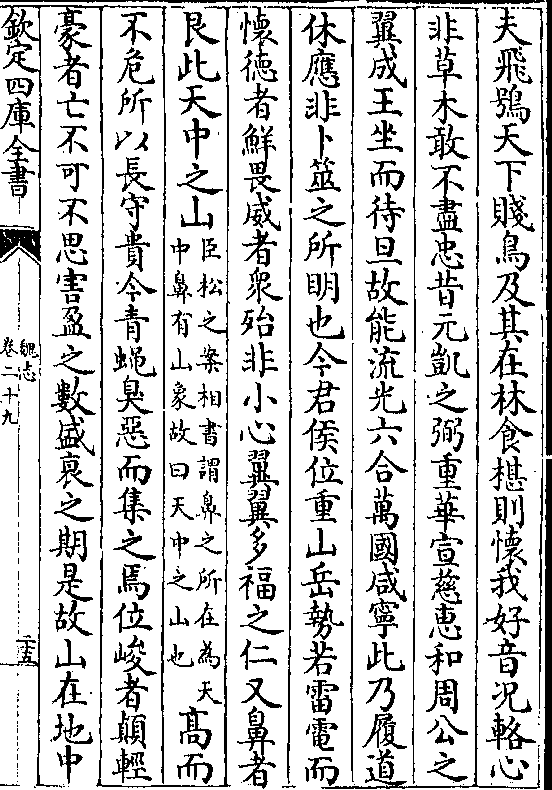 夫飛鴞天下賤鳥及其在林食椹則懷我好音况輅心
非草木敢不盡忠昔元凱之弼重華宣慈惠和周公之
翼成王坐而待旦故能流光六合萬國咸寧此乃履道
休應非卜筮之所明也今君侯位重山岳勢若雷電而
懷德者鮮畏威者衆殆非小心翼翼多福之仁又鼻者
艮此天中之山臣松之案相書謂鼻之所在為天中鼻有山象故曰天中之山也高而
不危所以長守貴今青蠅臭惡而集之焉位峻者顛輕
豪者亡不可不思害盈之數盛衰之期是故山在地中
欽定四庫全書
魏志
卷二十九
二五